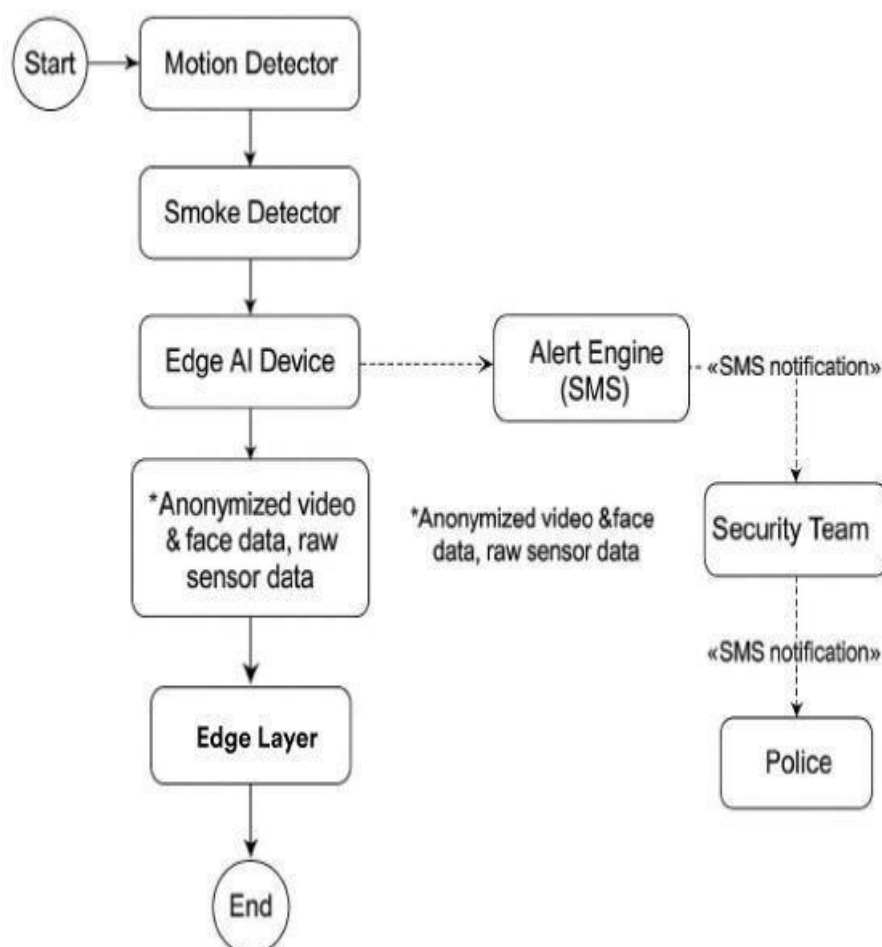 Start
Motion Detector
Smoke Detector
Edge AI Device
Alert Engine
(SMS)
«SMS notification»
*Anonymized video
& face data, raw
sensor data
*Anonymized video &face
data, raw sensor data
Security Team
«SMS notification»
Edge Layer
Police
End